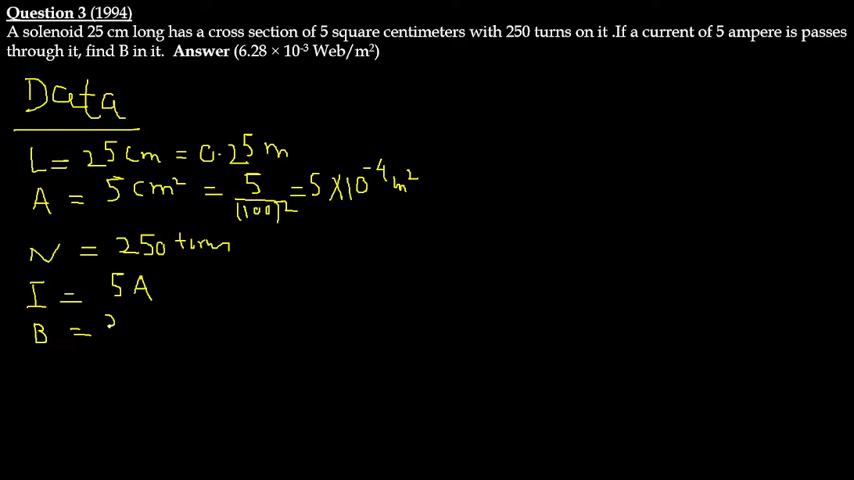 Question 3 (1994)
A solenoid 25 cm long has a cross section of 5 square centimeters with 250 turns on it .If a current of 5 ampere is passes
through it, find B in it. Answer (6.28 × 10⁻³ Web/m²)
Data
L = 25 cm = 0.25 m
A = 5 cm² = 5/(100)² = 5 × 10⁻⁴ m²
N = 250 turns
I = 5 A
B = ?